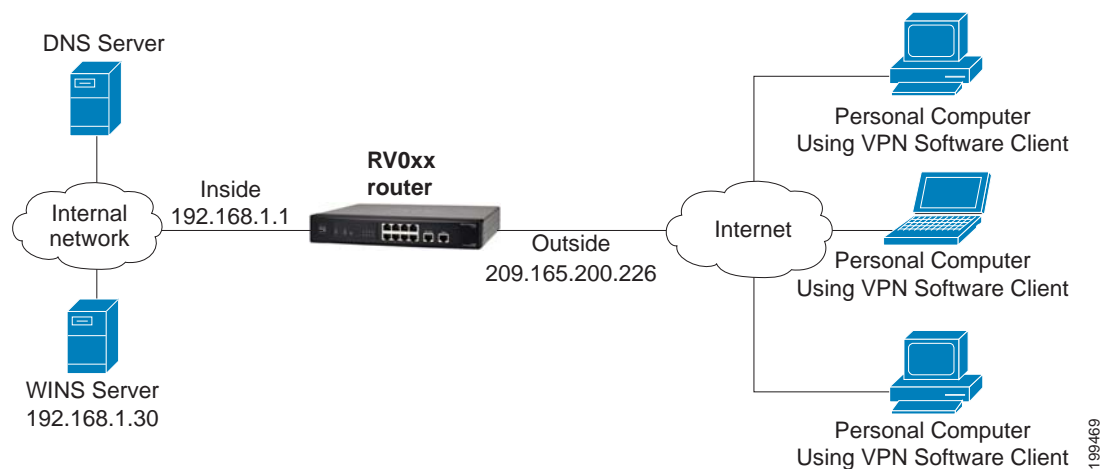 DNS Server
Internal
network
WINS Server
192.168.1.30
Inside
192.168.1.1
RV0xx
router
Outside
209.165.200.226
Internet
Personal Computer
Using VPN Software Client
Personal Computer
Using VPN Software Client
Personal Computer
Using VPN Software Client
199469